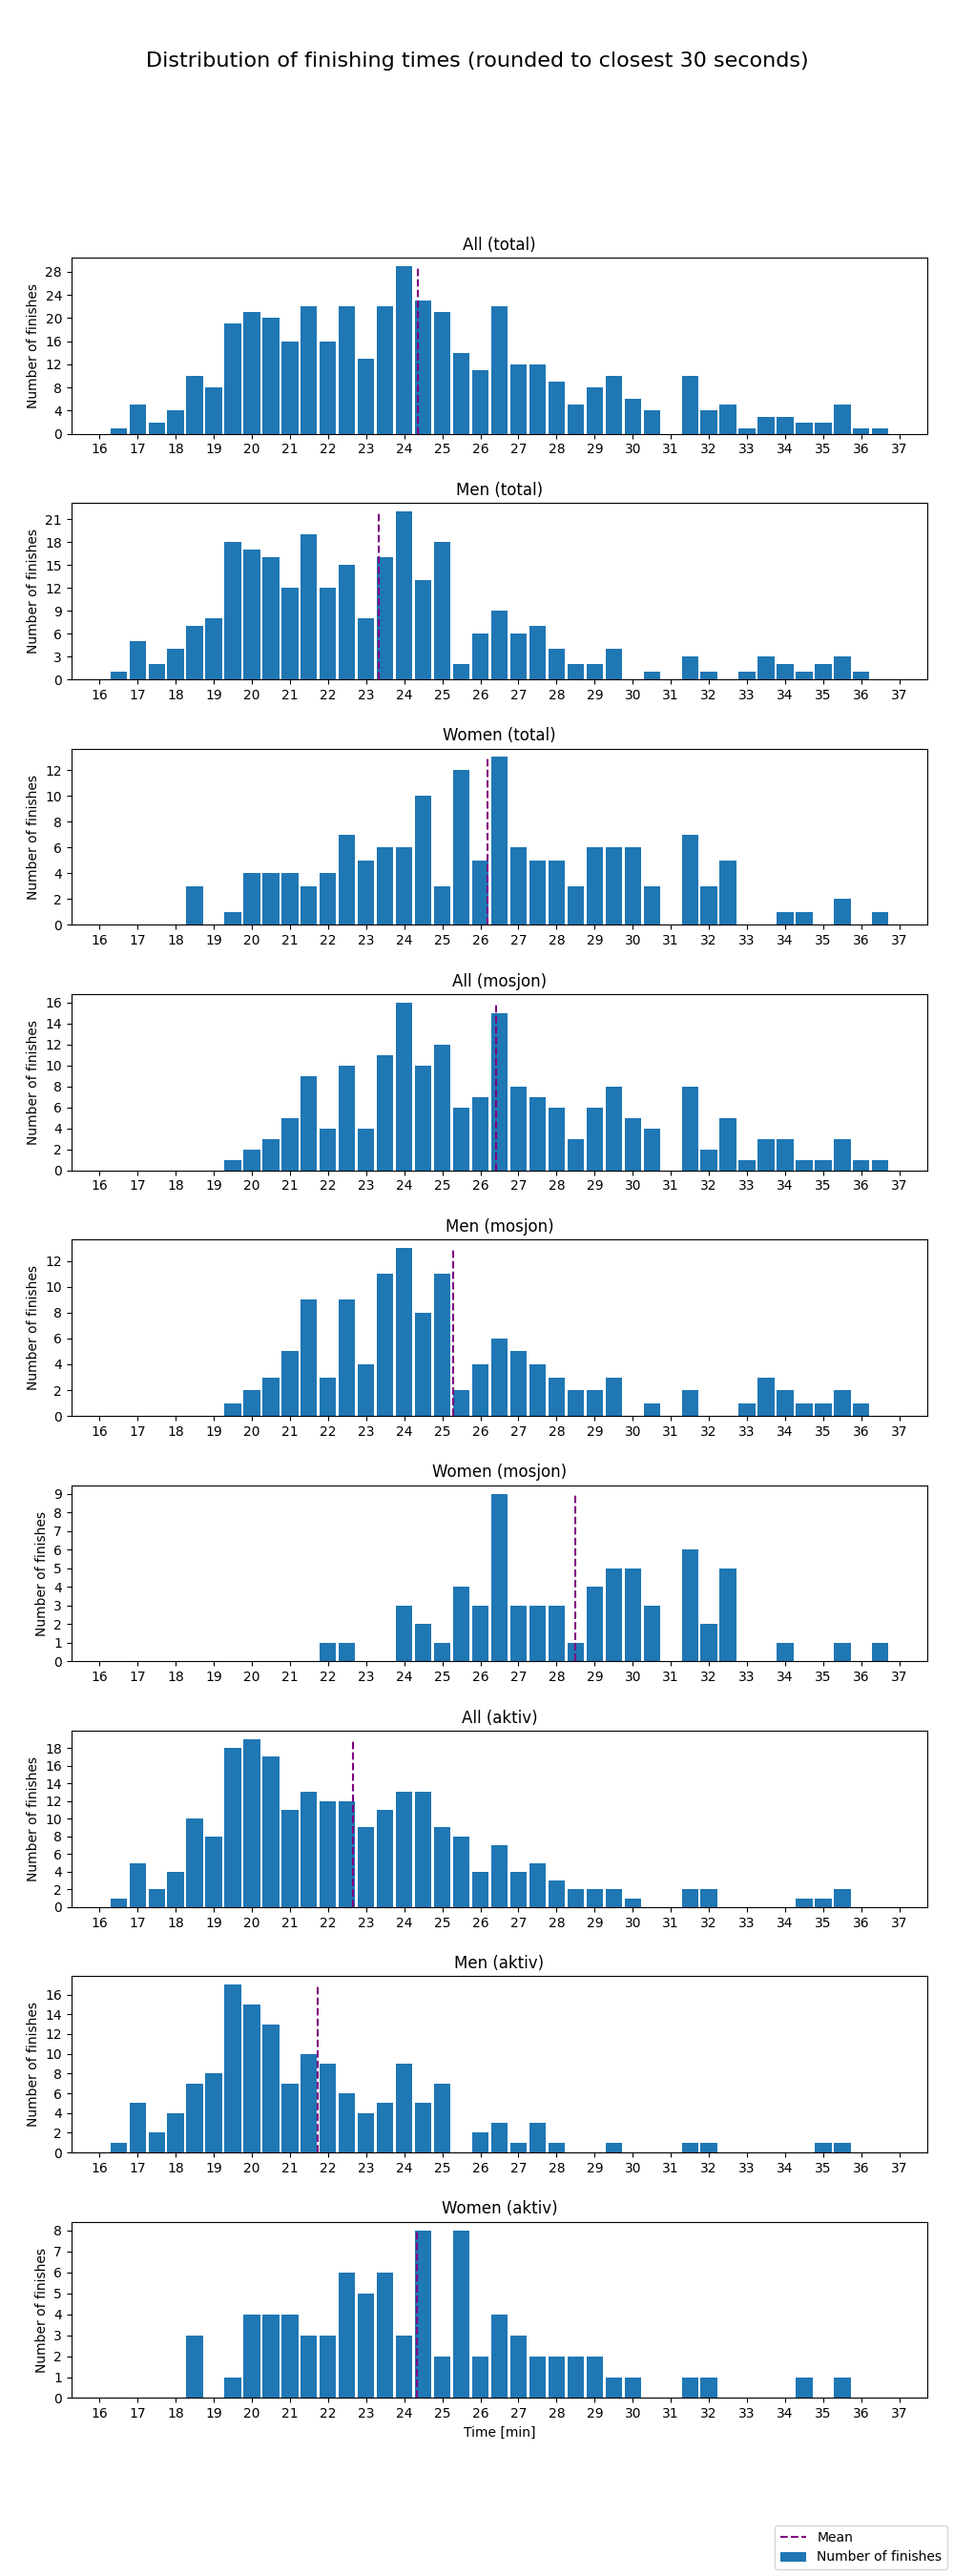 Distribution of finishing times (rounded to closest 30 seconds)
All (total)
Number of finishes
28
24
20
16
12
8
4
0
16 17 18 19 20 21 22 23 24 25 26 27 28 29 30 31 32 33 34 35 36 37
Men (total)
Number of finishes
21
18
15
12
9
6
3
0
16 17 18 19 20 21 22 23 24 25 26 27 28 29 30 31 32 33 34 35 36 37
Women (total)
Number of finishes
12
10
8
6
4
2
0
16 17 18 19 20 21 22 23 24 25 26 27 28 29 30 31 32 33 34 35 36 37
All (mosjon)
Number of finishes
16
14
12
10
8
6
4
2
0
16 17 18 19 20 21 22 23 24 25 26 27 28 29 30 31 32 33 34 35 36 37
Men (mosjon)
Number of finishes
12
10
8
6
4
2
0
16 17 18 19 20 21 22 23 24 25 26 27 28 29 30 31 32 33 34 35 36 37
Women (mosjon)
Number of finishes
9
8
7
6
5
4
3
2
1
0
16 17 18 19 20 21 22 23 24 25 26 27 28 29 30 31 32 33 34 35 36 37
All (aktiv)
Number of finishes
18
16
14
12
10
8
6
4
2
0
16 17 18 19 20 21 22 23 24 25 26 27 28 29 30 31 32 33 34 35 36 37
Men (aktiv)
Number of finishes
16
14
12
10
8
6
4
2
0
16 17 18 19 20 21 22 23 24 25 26 27 28 29 30 31 32 33 34 35 36 37
Women (aktiv)
Number of finishes
8
7
6
5
4
3
2
1
0
16 17 18 19 20 21 22 23 24 25 26 27 28 29 30 31 32 33 34 35 36 37
Time [min]
Mean
Number of finishes